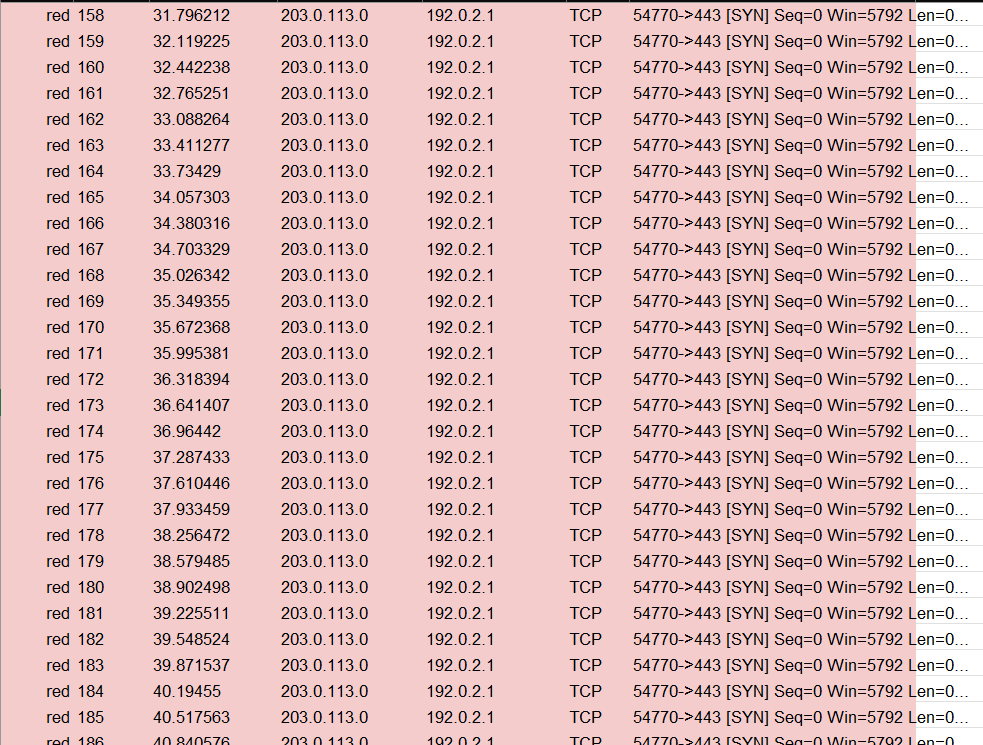 red 158 31.796212 203.0.113.0 192.0.2.1 TCP 54770->443 [SYN] Seq=0 Win=5792 Len=0...
red 159 32.119225 203.0.113.0 192.0.2.1 TCP 54770->443 [SYN] Seq=0 Win=5792 Len=0...
red 160 32.442238 203.0.113.0 192.0.2.1 TCP 54770->443 [SYN] Seq=0 Win=5792 Len=0...
red 161 32.765251 203.0.113.0 192.0.2.1 TCP 54770->443 [SYN] Seq=0 Win=5792 Len=0...
red 162 33.088264 203.0.113.0 192.0.2.1 TCP 54770->443 [SYN] Seq=0 Win=5792 Len=0...
red 163 33.411277 203.0.113.0 192.0.2.1 TCP 54770->443 [SYN] Seq=0 Win=5792 Len=0...
red 164 33.73429 203.0.113.0 192.0.2.1 TCP 54770->443 [SYN] Seq=0 Win=5792 Len=0...
red 165 34.057303 203.0.113.0 192.0.2.1 TCP 54770->443 [SYN] Seq=0 Win=5792 Len=0...
red 166 34.380316 203.0.113.0 192.0.2.1 TCP 54770->443 [SYN] Seq=0 Win=5792 Len=0...
red 167 34.703329 203.0.113.0 192.0.2.1 TCP 54770->443 [SYN] Seq=0 Win=5792 Len=0...
red 168 35.026342 203.0.113.0 192.0.2.1 TCP 54770->443 [SYN] Seq=0 Win=5792 Len=0...
red 169 35.349355 203.0.113.0 192.0.2.1 TCP 54770->443 [SYN] Seq=0 Win=5792 Len=0...
red 170 35.672368 203.0.113.0 192.0.2.1 TCP 54770->443 [SYN] Seq=0 Win=5792 Len=0...
red 171 35.995381 203.0.113.0 192.0.2.1 TCP 54770->443 [SYN] Seq=0 Win=5792 Len=0...
red 172 36.318394 203.0.113.0 192.0.2.1 TCP 54770->443 [SYN] Seq=0 Win=5792 Len=0...
red 173 36.641407 203.0.113.0 192.0.2.1 TCP 54770->443 [SYN] Seq=0 Win=5792 Len=0...
red 174 36.96442 203.0.113.0 192.0.2.1 TCP 54770->443 [SYN] Seq=0 Win=5792 Len=0...
red 175 37.287433 203.0.113.0 192.0.2.1 TCP 54770->443 [SYN] Seq=0 Win=5792 Len=0...
red 176 37.610446 203.0.113.0 192.0.2.1 TCP 54770->443 [SYN] Seq=0 Win=5792 Len=0...
red 177 37.933459 203.0.113.0 192.0.2.1 TCP 54770->443 [SYN] Seq=0 Win=5792 Len=0...
red 178 38.256472 203.0.113.0 192.0.2.1 TCP 54770->443 [SYN] Seq=0 Win=5792 Len=0...
red 179 38.579485 203.0.113.0 192.0.2.1 TCP 54770->443 [SYN] Seq=0 Win=5792 Len=0...
red 180 38.902498 203.0.113.0 192.0.2.1 TCP 54770->443 [SYN] Seq=0 Win=5792 Len=0...
red 181 39.225511 203.0.113.0 192.0.2.1 TCP 54770->443 [SYN] Seq=0 Win=5792 Len=0...
red 182 39.548524 203.0.113.0 192.0.2.1 TCP 54770->443 [SYN] Seq=0 Win=5792 Len=0...
red 183 39.871537 203.0.113.0 192.0.2.1 TCP 54770->443 [SYN] Seq=0 Win=5792 Len=0...
red 184 40.19455 203.0.113.0 192.0.2.1 TCP 54770->443 [SYN] Seq=0 Win=5792 Len=0...
red 185 40.517563 203.0.113.0 192.0.2.1 TCP 54770->443 [SYN] Seq=0 Win=5792 Len=0...
red 186 40.840576 203.0.113.0 192.0.2.1 TCP 54770->443 [SYN] Seq=0 Win=5792 Len=0...